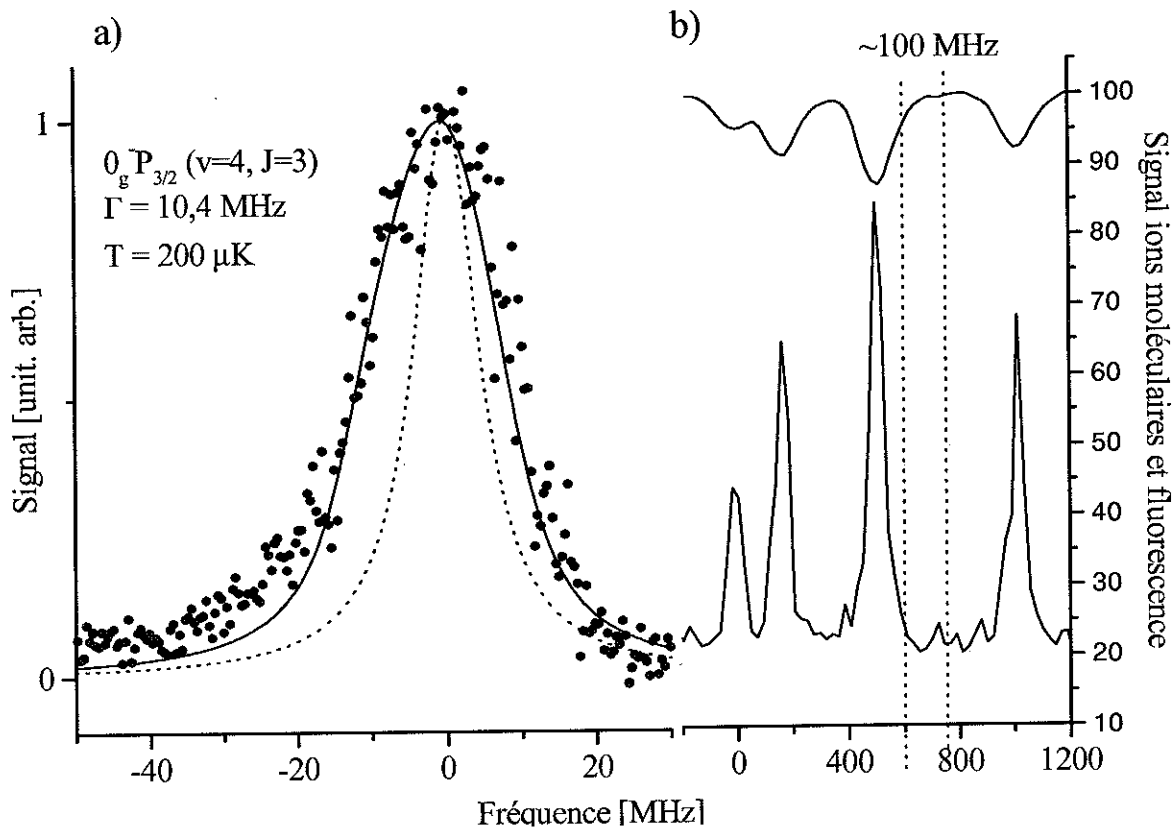 a)
1
0g⁻P3/2 (v=4, J=3)
Γ = 10,4 MHz
T = 200 µK
Signal [unit. arb.]
0
-40 -20 0 20
b)
~100 MHz
100
90
80
70
60
50
40
30
20
10
Signal ions moléculaires et fluorescence
0 400 800 1200
Fréquence [MHz]